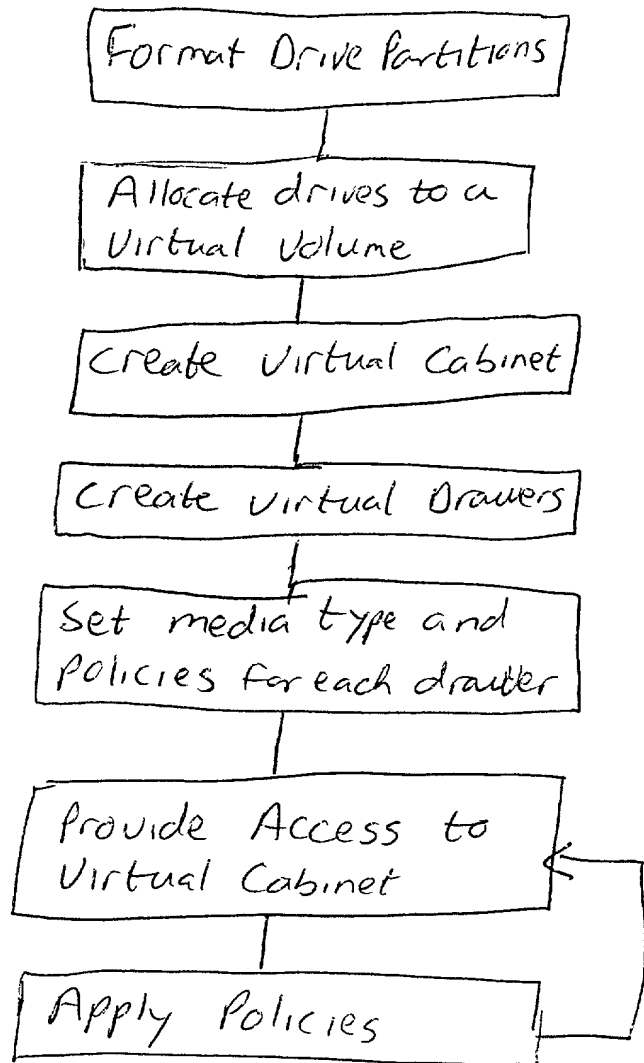 Format Drive Partitions
Allocate drives to a
Virtual Volume
Create Virtual Cabinet
Create Virtual Drawers
Set media type and
Policies for each drawer
Provide Access to
Virtual Cabinet
Apply Policies